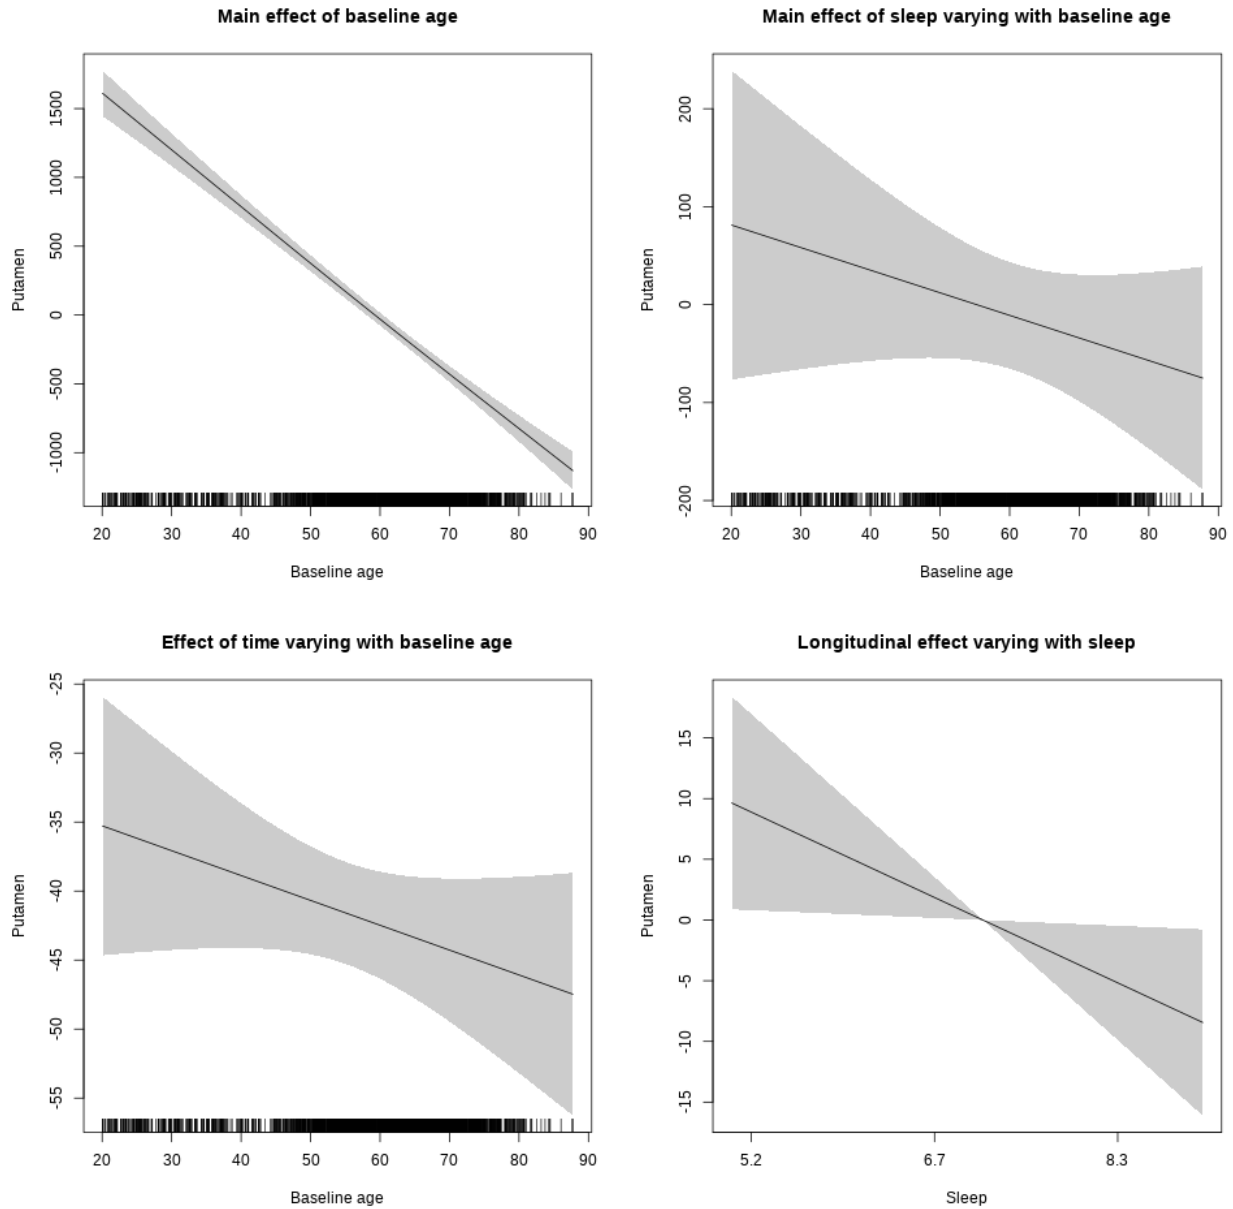 Main effect of baseline age
Putamen
1500
1000
500
0
-500
-1000
20 30 40 50 60 70 80 90
Baseline age
Main effect of sleep varying with baseline age
Putamen
200
100
0
-100
-200
20 30 40 50 60 70 80 90
Baseline age
Effect of time varying with baseline age
Putamen
-25
-30
-35
-40
-45
-50
-55
20 30 40 50 60 70 80 90
Baseline age
Longitudinal effect varying with sleep
Putamen
15
10
5
0
-5
-10
-15
5.2 6.7 8.3
Sleep